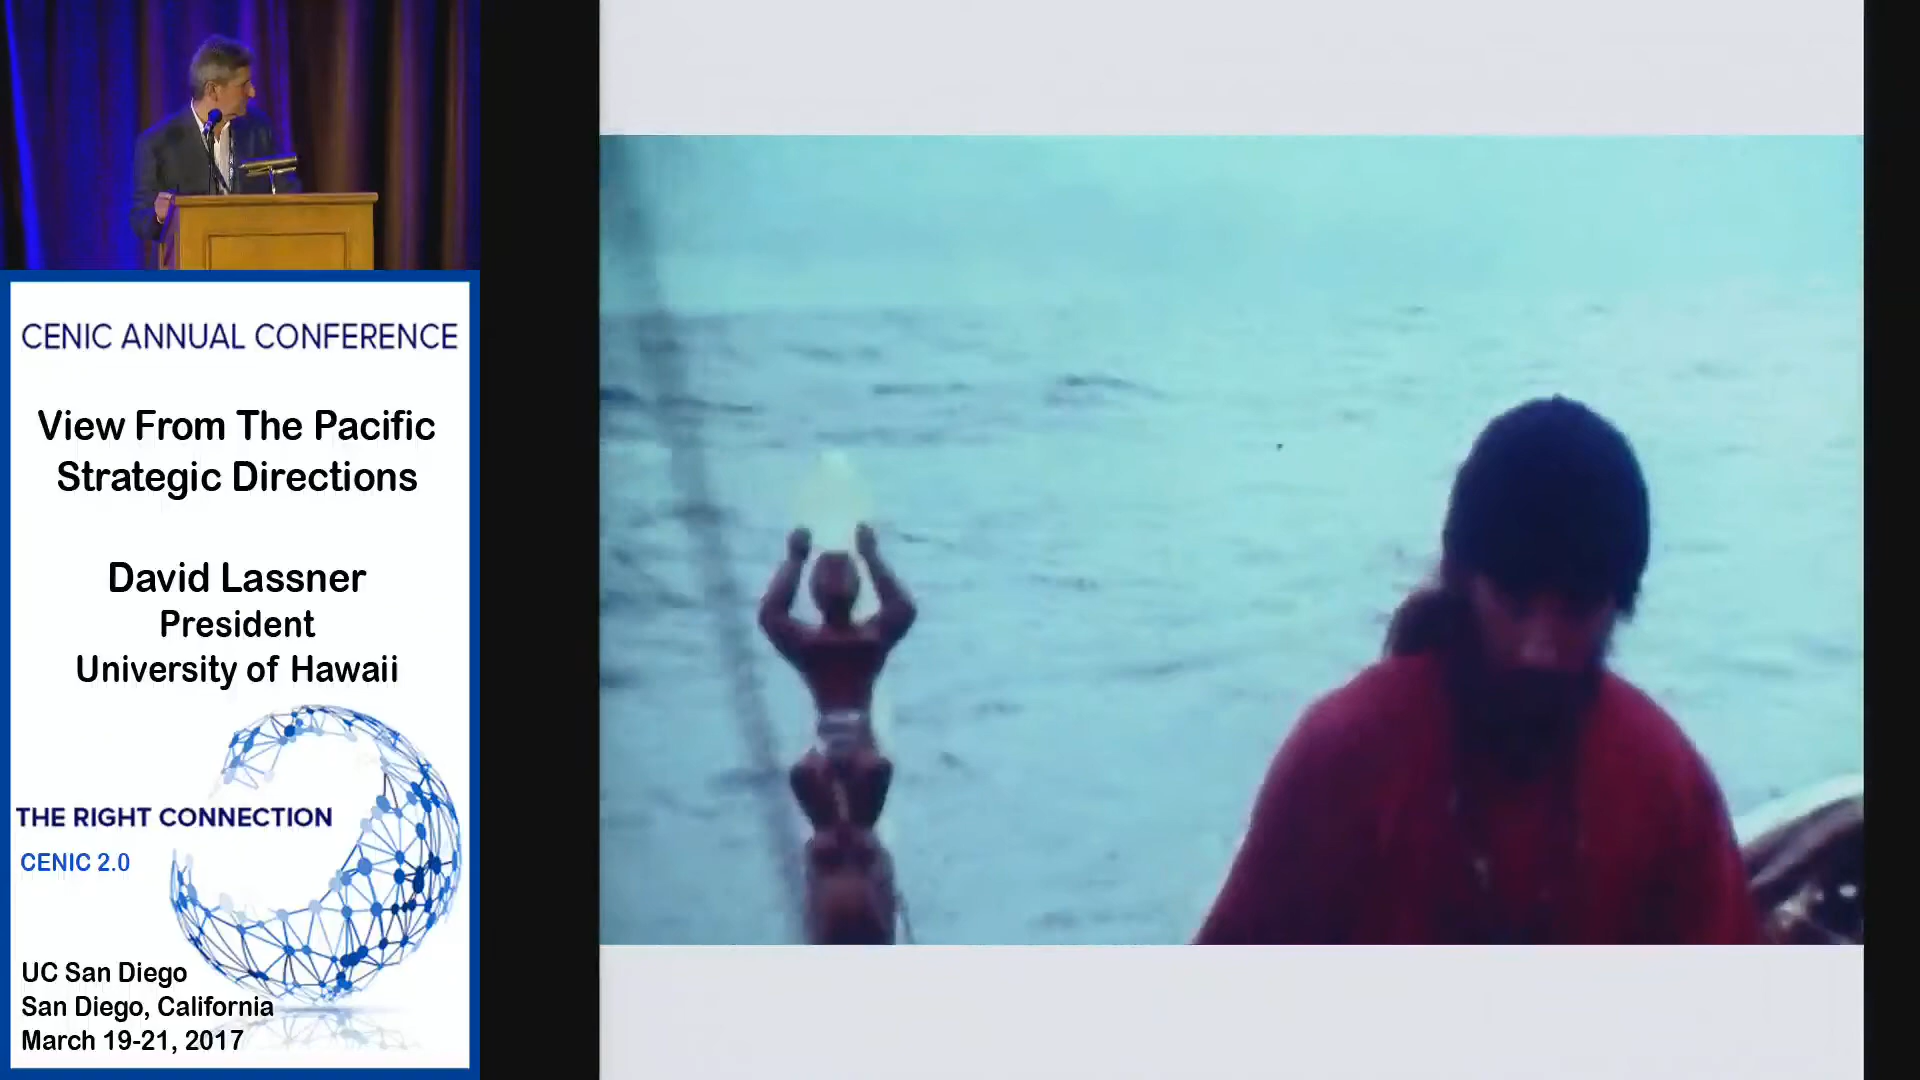 CENIC ANNUAL CONFERENCE
View From The Pacific
Strategic Directions
David Lassner
President
University of Hawaii
THE RIGHT CONNECTION
CENIC 2.0
UC San Diego
San Diego, California
March 19-21, 2017